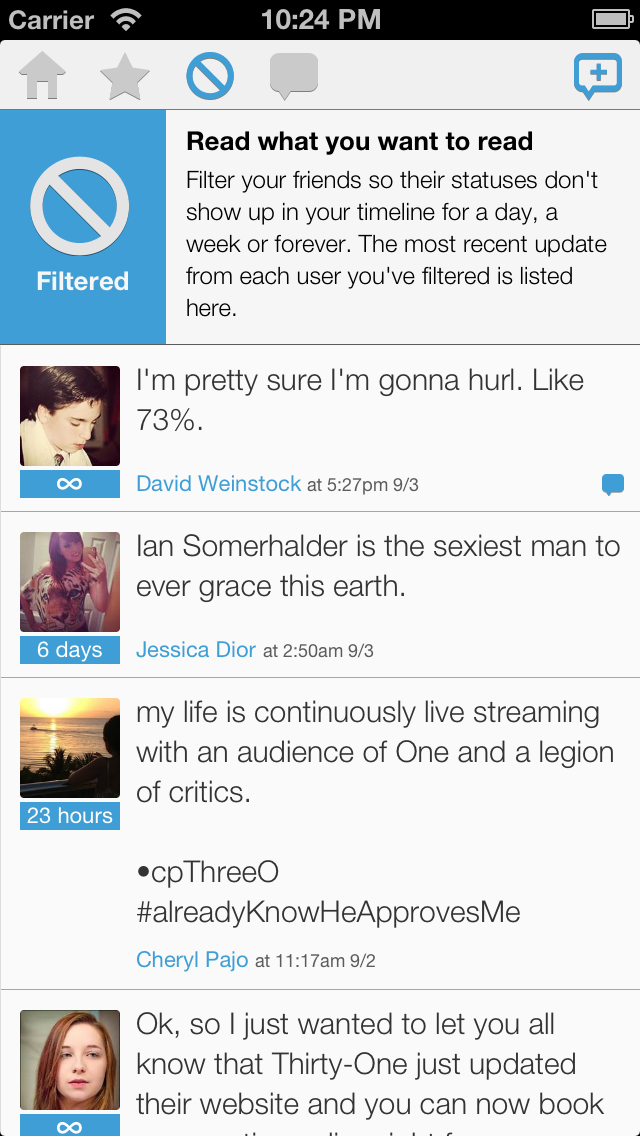 Carrier 10:24 PM
Read what you want to read
Filter your friends so their statuses don't
show up in your timeline for a day, a
week or forever. The most recent update
from each user you've filtered is listed
here.
Filtered
I'm pretty sure I'm gonna hurl. Like
73%.
∞
David Weinstock at 5:27pm 9/3
Ian Somerhalder is the sexiest man to
ever grace this earth.
6 days
Jessica Dior at 2:50am 9/3
my life is continuously live streaming
with an audience of One and a legion
of critics.
23 hours
•cpThreeO
#alreadyKnowHeApprovesMe
Cheryl Pajo at 11:17am 9/2
Ok, so I just wanted to let you all
know that Thirty-One just updated
their website and you can now book
∞